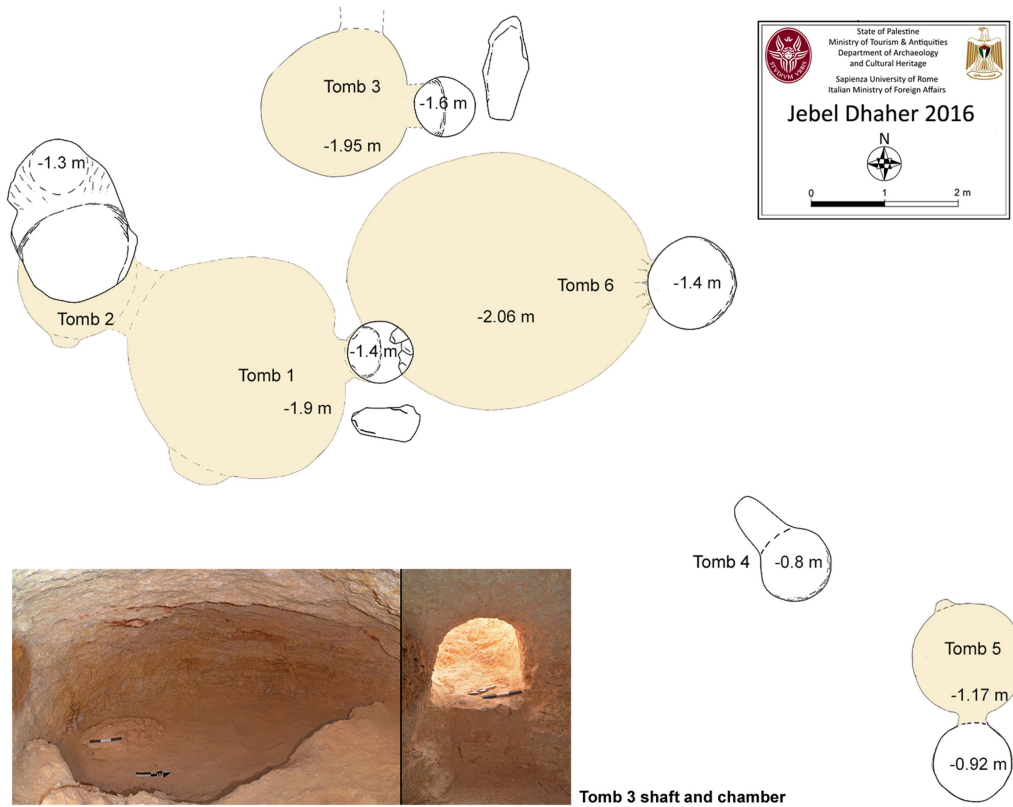 State of Palestine
Ministry of Tourism & Antiquities
Department of Archaeology
and Cultural Heritage
Sapienza University of Rome
Italian Ministry of Foreign Affairs
Jebel Dhaher 2016
N
0 1 2 m
STVDIVM VRBIS
Tomb 3
-1.6 m
-1.95 m
-1.3 m
Tomb 2
Tomb 6
-1.4 m
-2.06 m
-1.4 m
Tomb 1
-1.9 m
Tomb 4
-0.8 m
Tomb 5
-1.17 m
-0.92 m
Tomb 3 shaft and chamber